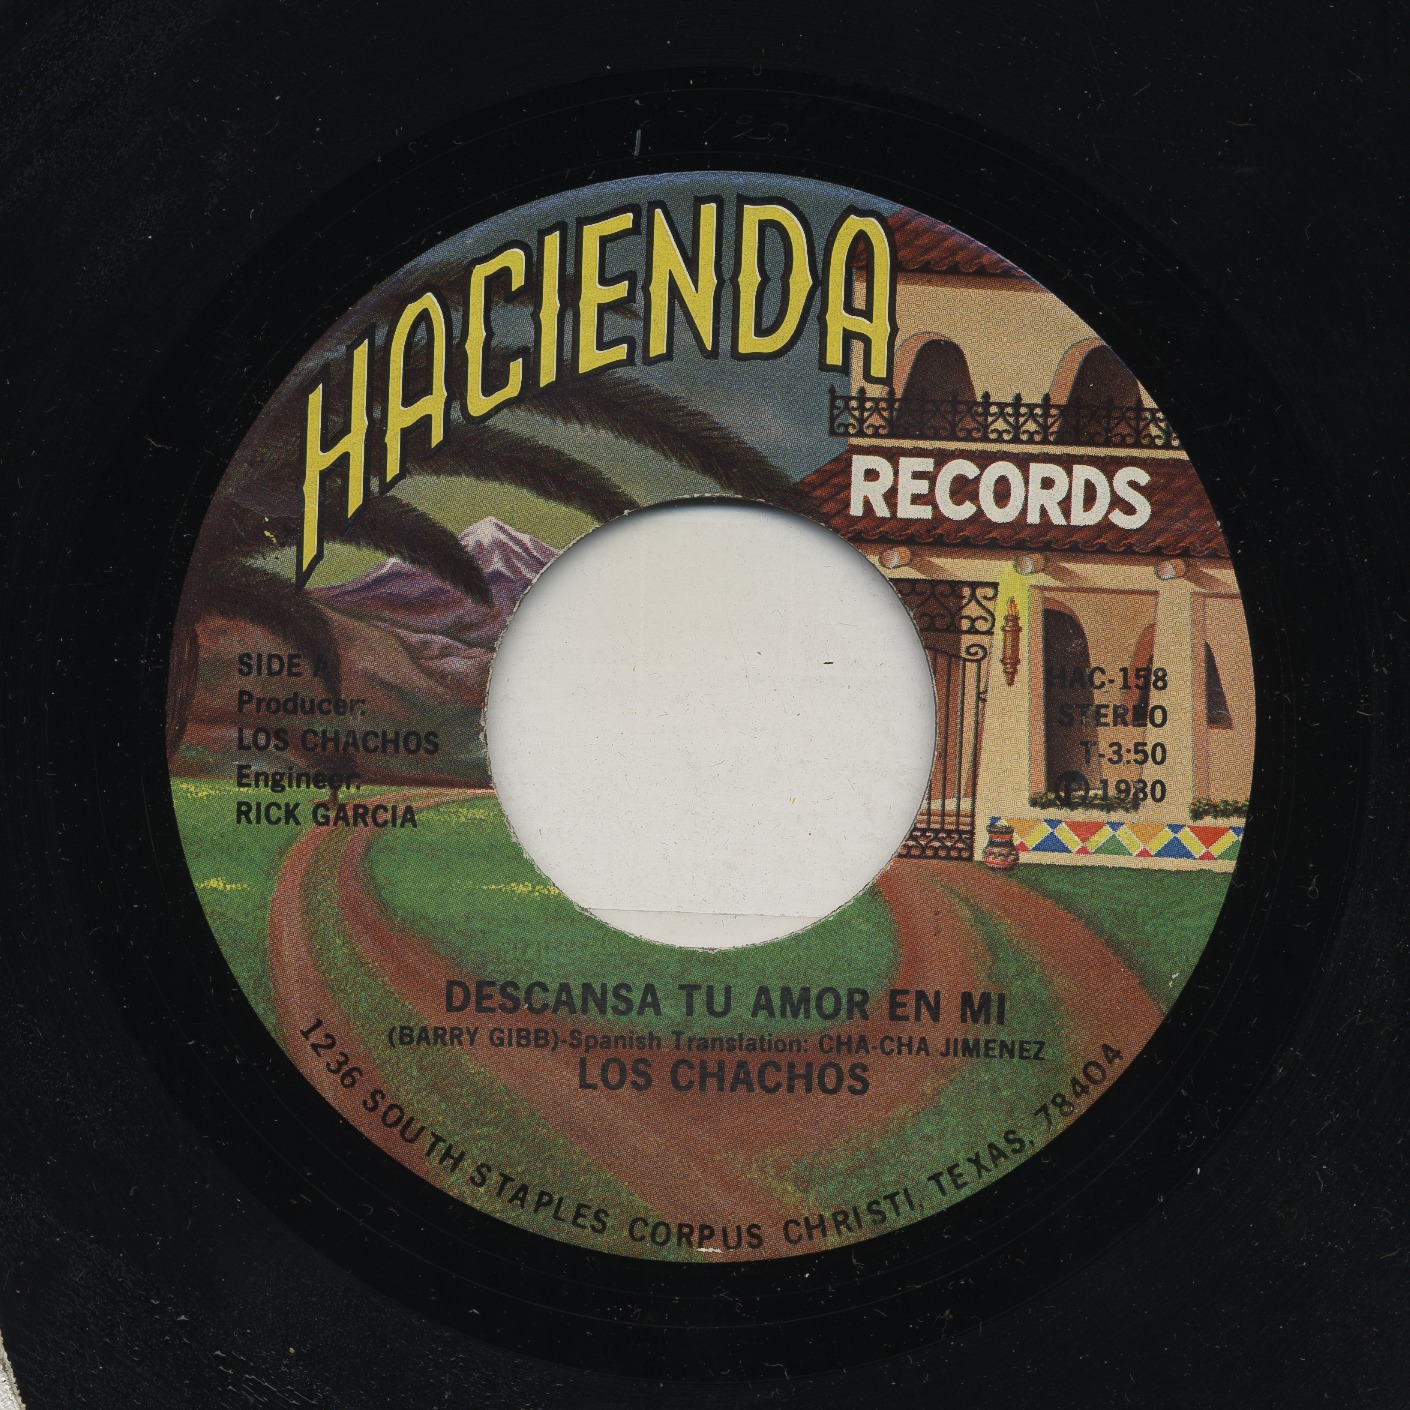 HACIENDA
RECORDS
SIDE A
Producer:
LOS CHACHOS
Engineer:
RICK GARCIA
HAC-158
STEREO
T-3:50
Ⓟ 1980
DESCANSA TU AMOR EN MI
(BARRY GIBB)-Spanish Translation: CHA-CHA JIMENEZ
LOS CHACHOS
1236 SOUTH STAPLES CORPUS CHRISTI, TEXAS, 78404